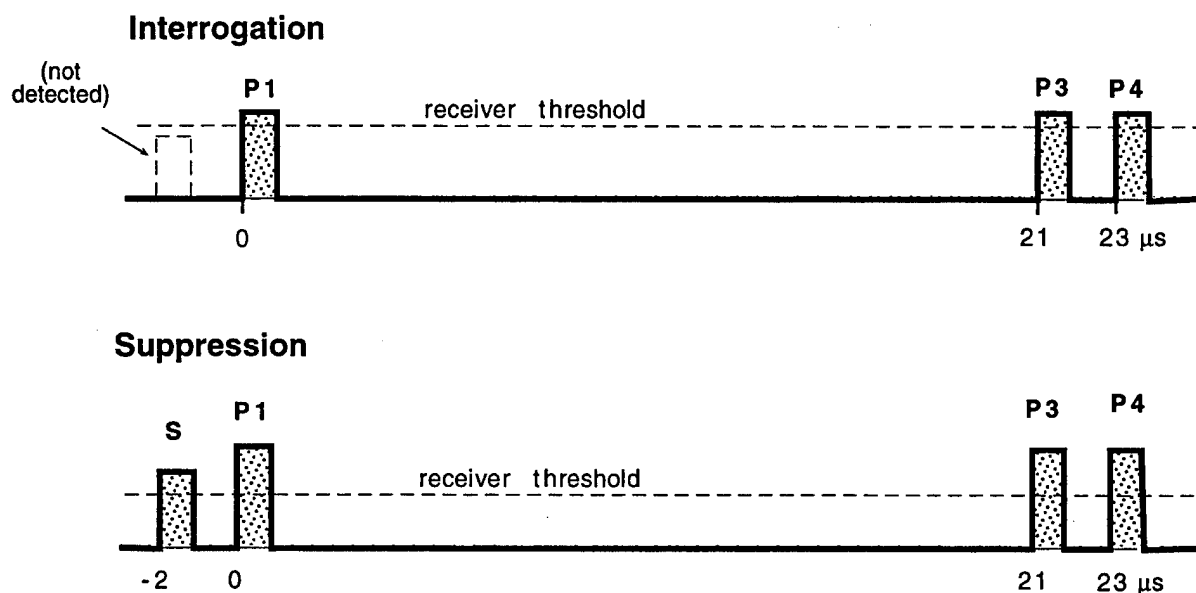 Interrogation
(not
detected)
P1
receiver threshold
P3 P4
0
21 23 µs
Suppression
S
P1
receiver threshold
P3 P4
-2 0
21 23 µs